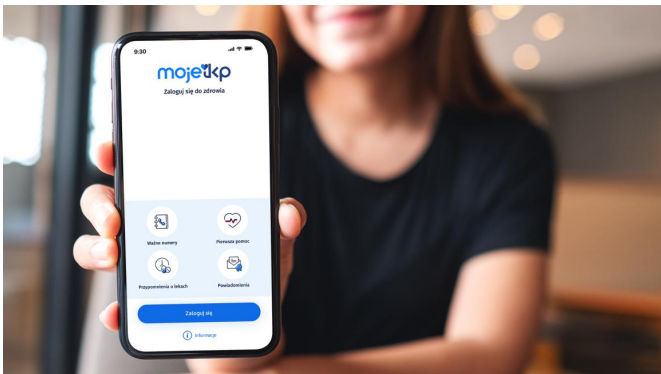 9:30
mojeikp
Zaloguj się do zdrowia
Ważne numery
Pierwsza pomoc
Przypomnienia o lekach
Powiadomienia
Zaloguj się
i informacje